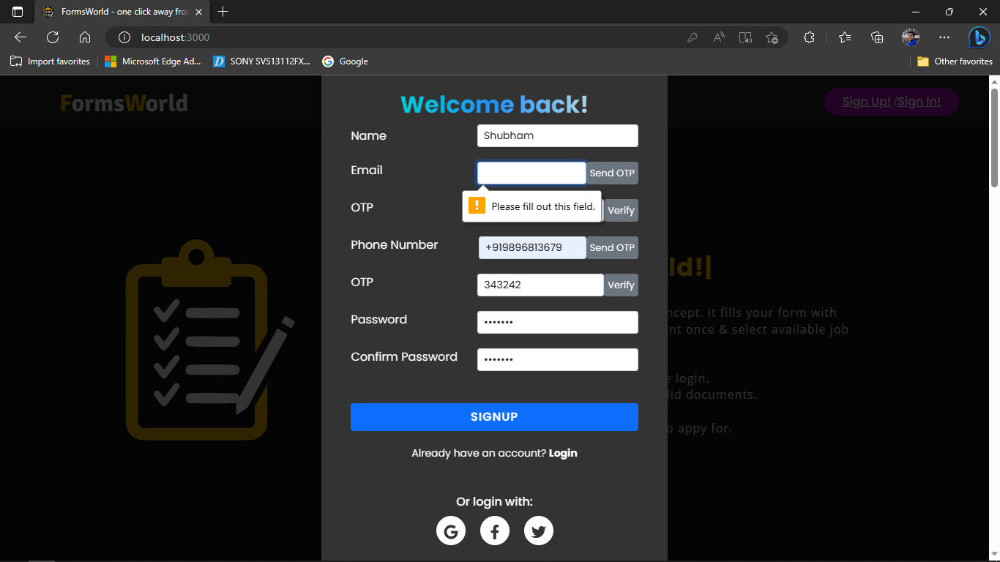 FormsWorld - one click away from
localhost:3000
Import favorites
Microsoft Edge Ad...
SONY SVS13112FX...
Google
Other favorites
FormsWorld
Sign Up! /Sign In!
Welcome back!
Name
Shubham
Email
Send OTP
Please fill out this field.
OTP
Verify
Phone Number
+919896813679
Send OTP
OTP
343242
Verify
Password
•••••••
Confirm Password
•••••••
SIGNUP
Already have an account? Login
Or login with:
ld!|
ncept. It fills your form with
nt once & select available job
e login.
lid documents.
o appy for.